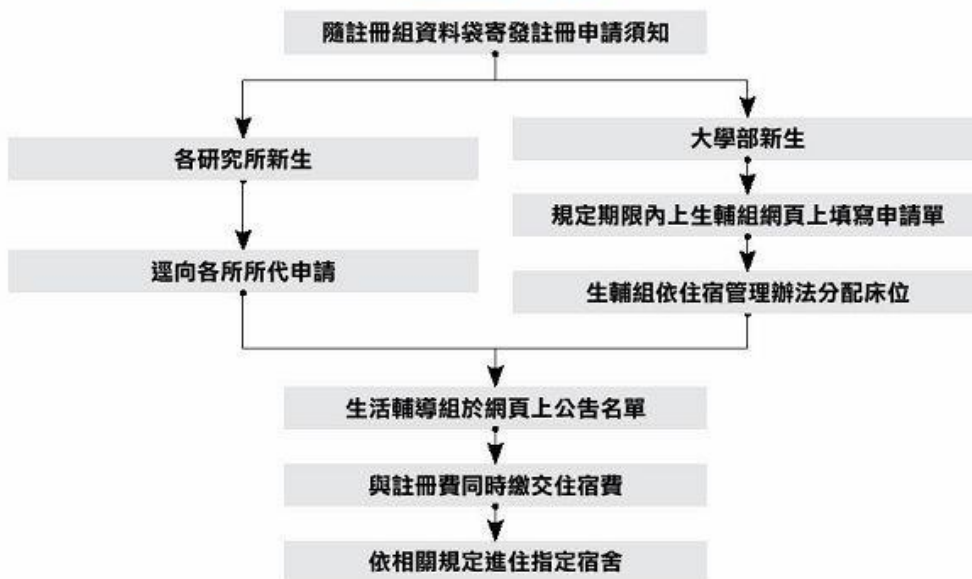 隨註冊組資料袋寄發註冊申請須知
各研究所新生
大學部新生
規定期限內上生輔組網頁上填寫申請單
逕向各所所代申請
生輔組依住宿管理辦法分配床位
生活輔導組於網頁上公告名單
與註冊費同時繳交住宿費
依相關規定進住指定宿舍